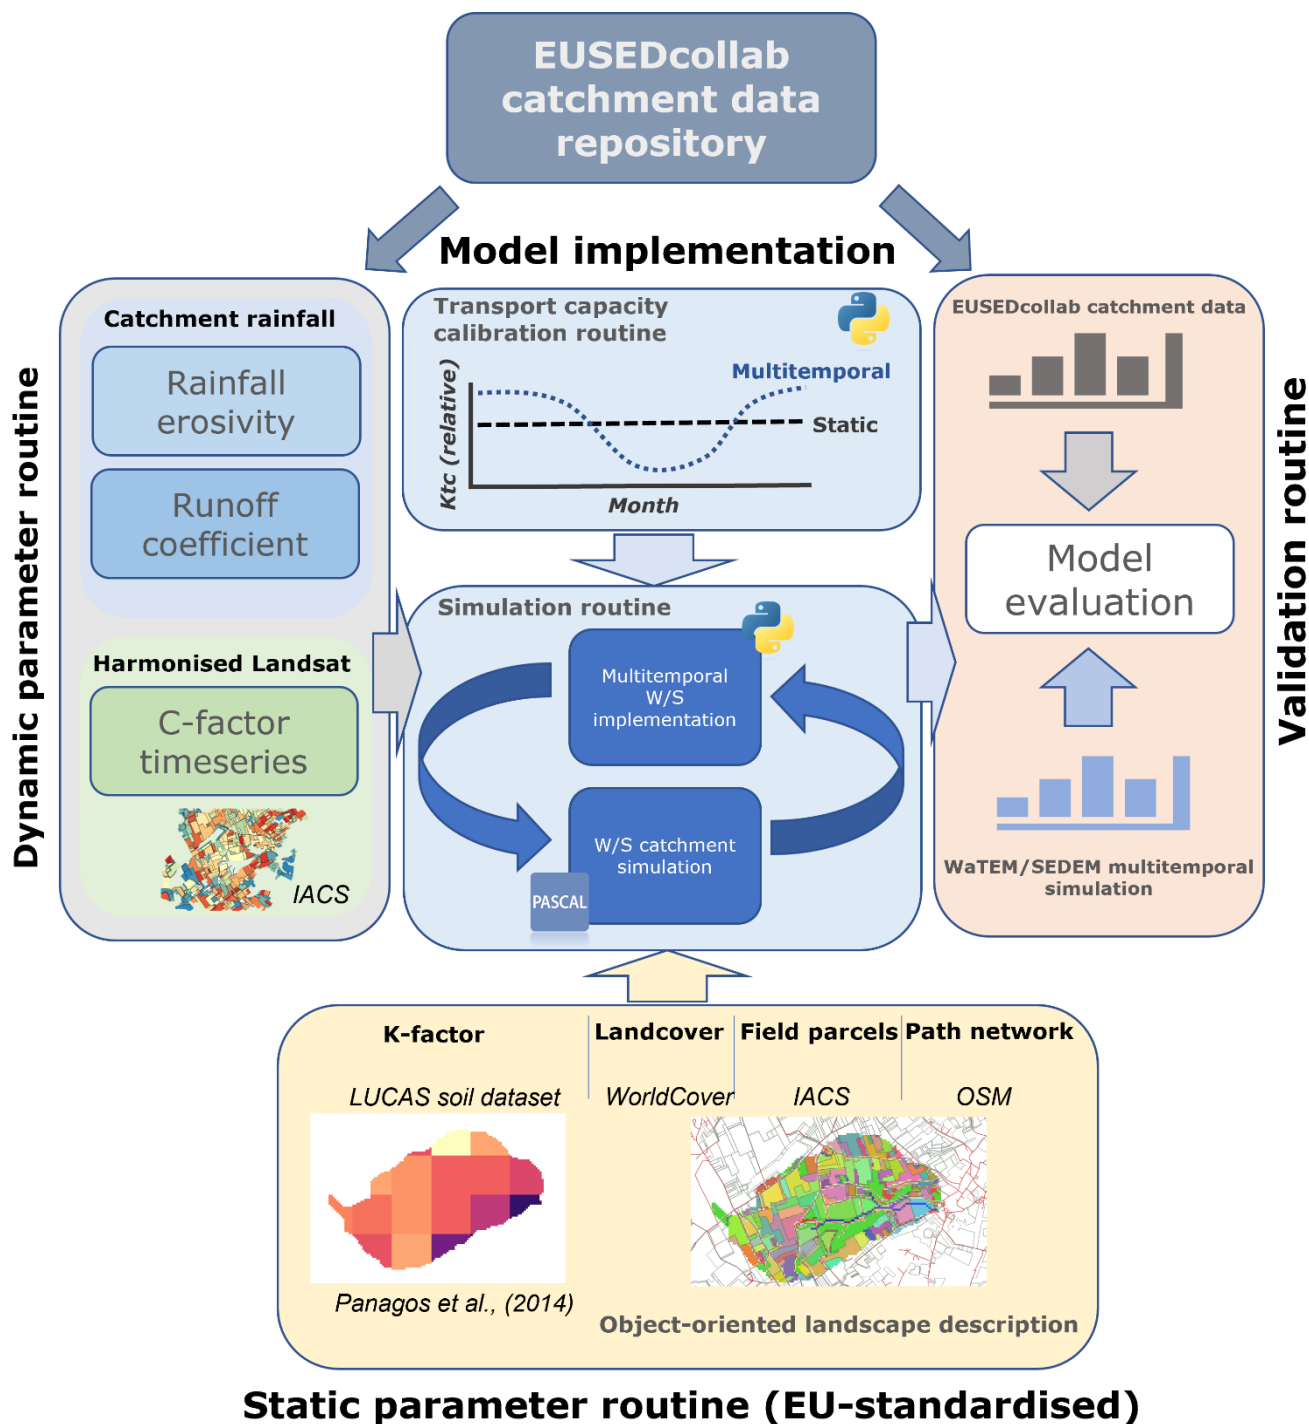 EUSEDcollab
catchment data
repository
Model implementation
Dynamic parameter routine
Catchment rainfall
Rainfall
erosivity
Runoff
coefficient
Harmonised Landsat
C-factor
timeseries
IACS
Transport capacity
calibration routine
Multitemporal
Static
Ktc (relative)
Month
Simulation routine
Multitemporal
W/S
implementation
W/S catchment
simulation
PASCAL
EUSEDcollab catchment data
Model
evaluation
WaTEM/SEDEM multitemporal
simulation
Validation routine
K-factor
Landcover
Field parcels
Path network
LUCAS soil dataset
WorldCover
IACS
OSM
Panagos et al., (2014)
Object-oriented landscape description
Static parameter routine (EU-standardised)